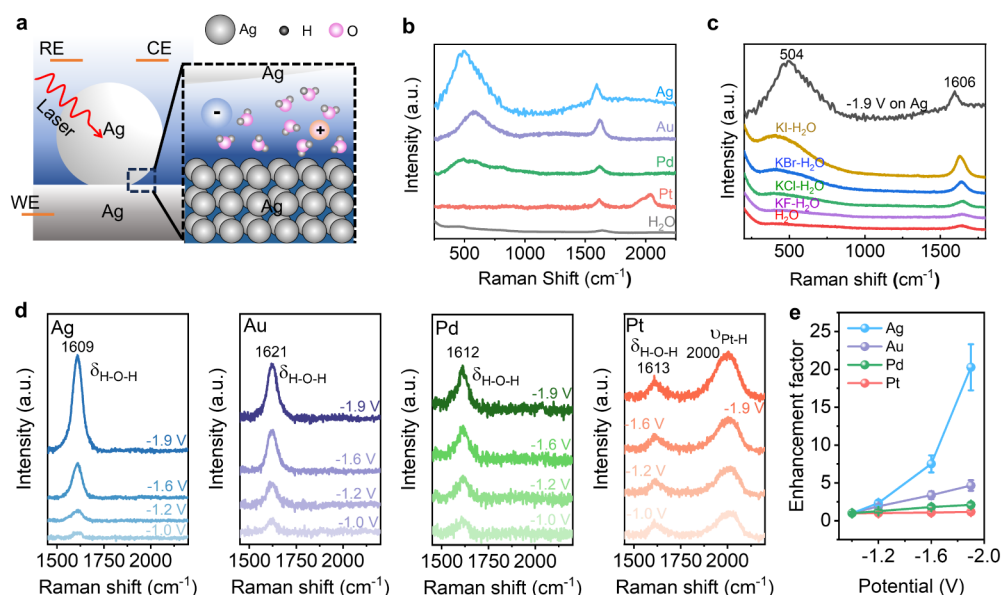 a
Ag
H
O
RE
CE
Laser
Ag
WE
Ag
Ag
-
+
Ag
b
Intensity (a.u.)
Ag
Au
Pd
Pt
H₂O
500 1000 1500 2000
Raman Shift (cm⁻¹)
c
Intensity (a.u.)
504
1606
-1.9 V on Ag
KI-H₂O
KBr-H₂O
KCl-H₂O
KF-H₂O
H₂O
500 1000 1500
Raman shift (cm⁻¹)
d
Ag
1609
δH-O-H
-1.9 V
-1.6 V
-1.2 V
-1.0 V
Intensity (a.u.)
1500 1750 2000
Raman shift (cm⁻¹)
Au
1621
δH-O-H
-1.9 V
-1.6 V
-1.2 V
-1.0 V
Intensity (a.u.)
1500 1750 2000
Raman shift (cm⁻¹)
Pd
1612
δH-O-H
-1.9 V
-1.6 V
-1.2 V
-1.0 V
Intensity (a.u.)
1500 1750 2000
Raman shift (cm⁻¹)
Pt
υPt-H
δH-O-H 2000
1613
-1.9 V
-1.6 V
-1.2 V
-1.0 V
Intensity (a.u.)
1500 1750 2000
Raman shift (cm⁻¹)
e
Enhancement factor
25
20
15
10
5
0
Ag
Au
Pd
Pt
-1.2 -1.6 -2.0
Potential (V)